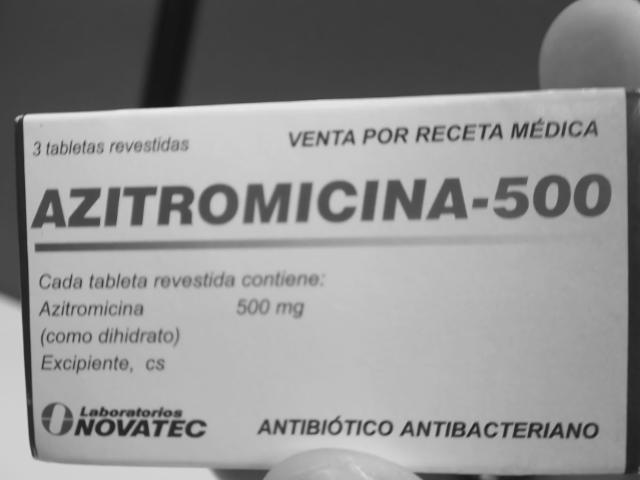 3 tabletas revestidas
VENTA POR RECETA MÉDICA
AZITROMICINA-500
Cada tableta revestida contiene:
Azitromicina 500 mg
(como dihidrato)
Excipiente, cs
Laboratorios
NOVATEC
ANTIBIÓTICO ANTIBACTERIANO